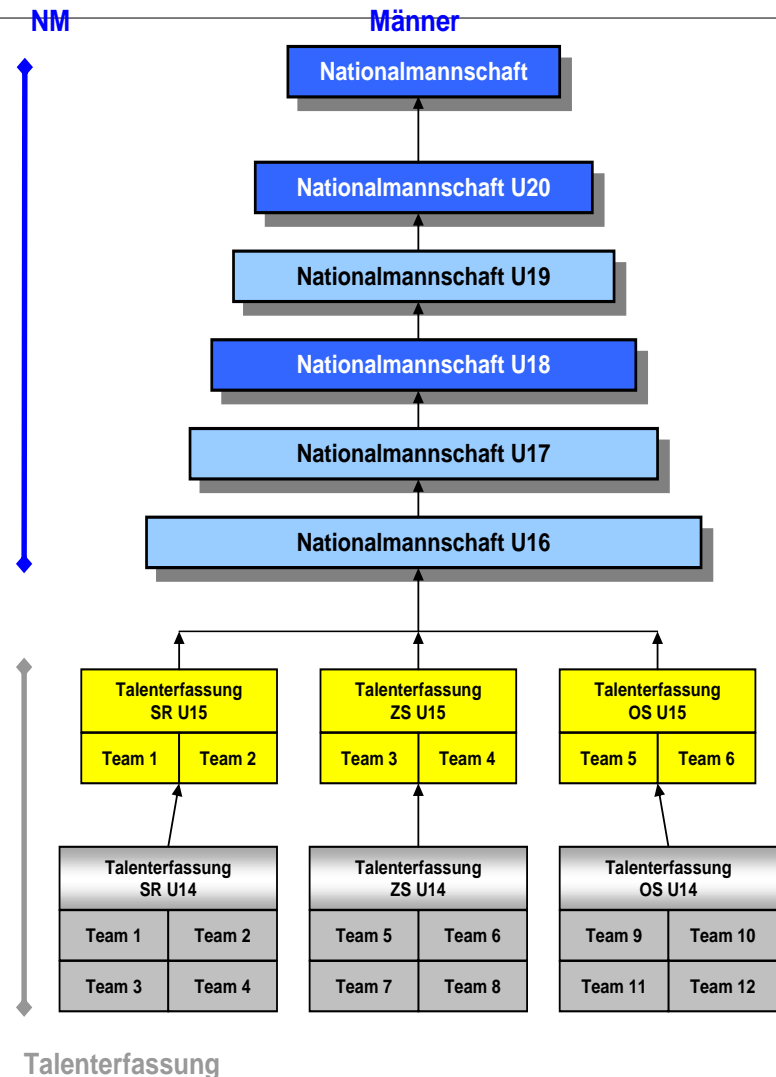 NM Männer
Nationalmannschaft
Nationalmannschaft U20
Nationalmannschaft U19
Nationalmannschaft U18
Nationalmannschaft U17
Nationalmannschaft U16
Talenterfassung
SR U15
Team 1 Team 2
Talenterfassung
ZS U15
Team 3 Team 4
Talenterfassung
OS U15
Team 5 Team 6
Talenterfassung
SR U14
Team 1 Team 2
Team 3 Team 4
Talenterfassung
ZS U14
Team 5 Team 6
Team 7 Team 8
Talenterfassung
OS U14
Team 9 Team 10
Team 11 Team 12
Talenterfassung